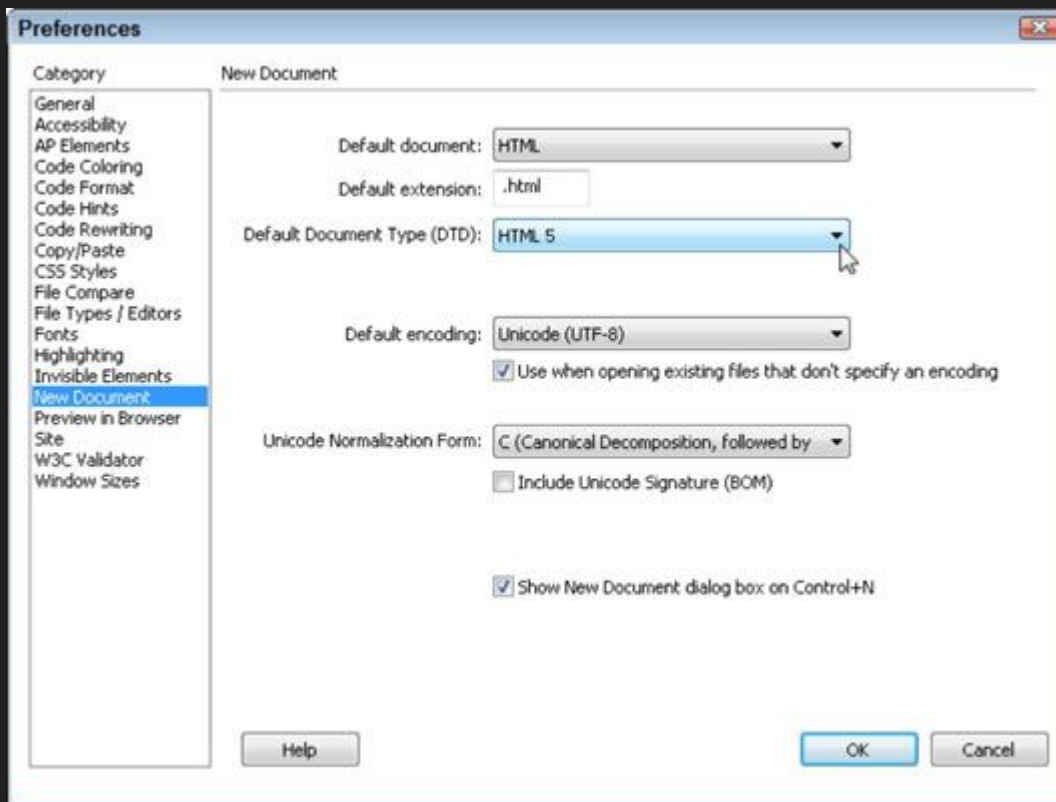 Preferences
Category
General
Accessibility
AP Elements
Code Coloring
Code Format
Code Hints
Code Rewriting
Copy/Paste
CSS Styles
File Compare
File Types / Editors
Fonts
Highlighting
Invisible Elements
New Document
Preview in Browser
Site
W3C Validator
Window Sizes
New Document
Default document: HTML
Default extension: .html
Default Document Type (DTD): HTML 5
Default encoding: Unicode (UTF-8)
Use when opening existing files that don't specify an encoding
Unicode Normalization Form: C (Canonical Decomposition, followed by
Include Unicode Signature (BOM)
Show New Document dialog box on Control+N
Help OK Cancel